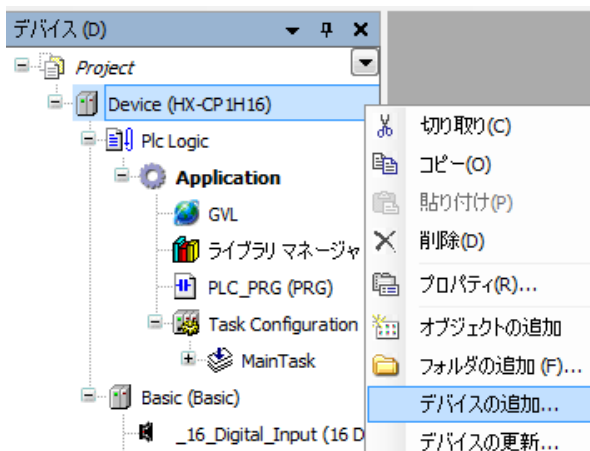 デバイス (D)
Project
Device (HX-CP1H16)
Plc Logic
Application
GVL
ライブラリ マネージャ
PLC_PRG (PRG)
Task Configuration
MainTask
Basic (Basic)
_16_Digital_Input (16 D
切り取り(C)
コピー(O)
貼り付け(P)
削除(D)
プロパティ(R)...
オブジェクトの追加
フォルダの追加 (F)...
デバイスの追加...
デバイスの更新...